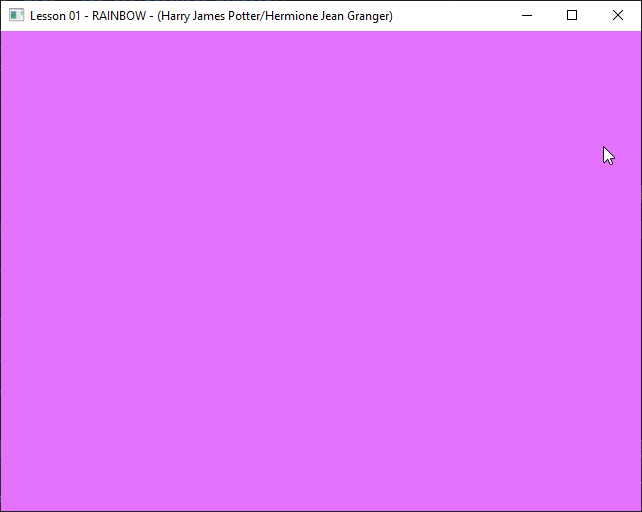 Lesson 01 - RAINBOW - (Harry James Potter/Hermione Jean Granger)